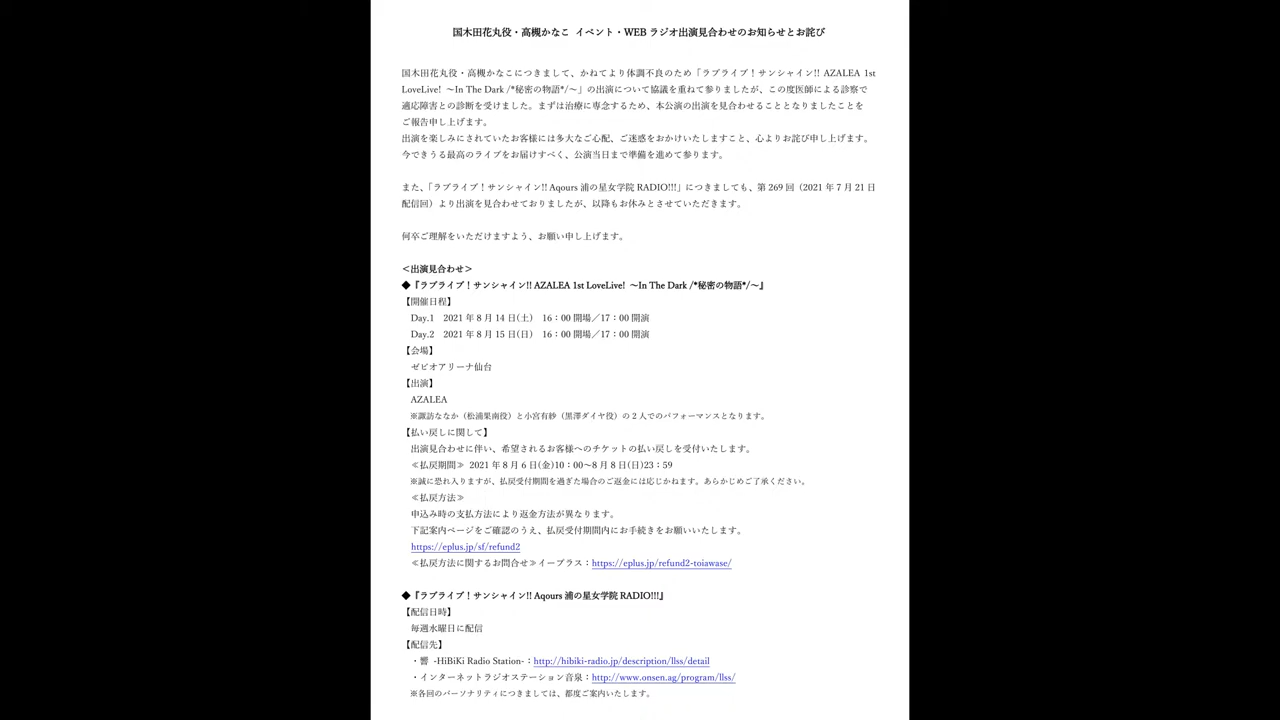 国木田花丸役・高槻かなこ イベント・WEB ラジオ出演見合わせのお知らせとお詫び
国木田花丸役・高槻かなこにつきまして、かねてより体調不良のため「ラブライブ！サンシャイン!! AZALEA 1st
LoveLive! ～In The Dark /*秘密の物語*/～」の出演について協議を重ねて参りましたが、この度医師による診察で
適応障害との診断を受けました。まずは治療に専念するため、本公演の出演を見合わせることとなりましたことを
ご報告申し上げます。
出演を楽しみにされていたお客様には多大なご心配、ご迷惑をおかけいたしますこと、心よりお詫び申し上げます。
今できうる最高のライブをお届けすべく、公演当日まで準備を進めて参ります。
また、「ラブライブ！サンシャイン!! Aqours 浦の星女学院 RADIO!!!」につきましても、第 269 回（2021 年 7 月 21 日
配信回）より出演を見合わせておりましたが、以降もお休みとさせていただきます。
何卒ご理解をいただけますよう、お願い申し上げます。
＜出演見合わせ＞
◆『ラブライブ！サンシャイン!! AZALEA 1st LoveLive! ～In The Dark /*秘密の物語*/～』
【開催日程】
Day.1 2021 年 8 月 14 日(土) 16：00 開場／17：00 開演
Day.2 2021 年 8 月 15 日(日) 16：00 開場／17：00 開演
【会場】
ゼビオアリーナ仙台
【出演】
AZALEA
※諏訪ななか（松浦果南役）と小宮有紗（黒澤ダイヤ役）の 2 人でのパフォーマンスとなります。
【払い戻しに関して】
出演見合わせに伴い、希望されるお客様へのチケットの払い戻しを受付いたします。
≪払戻期間≫ 2021 年 8 月 6 日(金)10：00～8 月 8 日(日)23：59
※誠に恐れ入りますが、払戻受付期間を過ぎた場合のご返金には応じかねます。あらかじめご了承ください。
≪払戻方法≫
申込み時の支払方法により返金方法が異なります。
下記案内ページをご確認のうえ、払戻受付期間内にお手続きをお願いいたします。
https://eplus.jp/sf/refund2
≪払戻方法に関するお問合せ≫イープラス：https://eplus.jp/refund2-toiawase/
◆『ラブライブ！サンシャイン!! Aqours 浦の星女学院 RADIO!!!』
【配信日時】
毎週水曜日に配信
【配信先】
・響 -HiBiKi Radio Station-：http://hibiki-radio.jp/description/llss/detail
・インターネットラジオステーション音泉：http://www.onsen.ag/program/llss/
※各回のパーソナリティにつきましては、都度ご案内いたします。